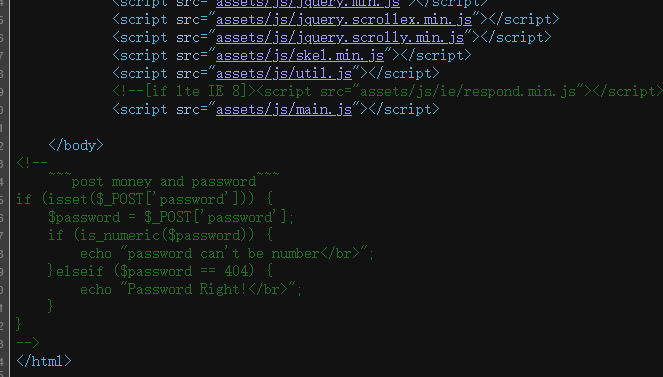 <script src="assets/js/jquery.min.js"></script>
<script src="assets/js/jquery.scrollex.min.js"></script>
<script src="assets/js/jquery.scrolly.min.js"></script>
<script src="assets/js/skel.min.js"></script>
<script src="assets/js/util.js"></script>
<!--[if lte IE 8]><script src="assets/js/ie/respond.min.js"></script>
<script src="assets/js/main.js"></script>
</body>
<!--
~~~post money and password~~~
if (isset($_POST['password'])) {
$password = $_POST['password'];
if (is_numeric($password)) {
echo "password can't be number</br>";
}elseif ($password == 404) {
echo "Password Right!</br>";
}
}
-->
</html>